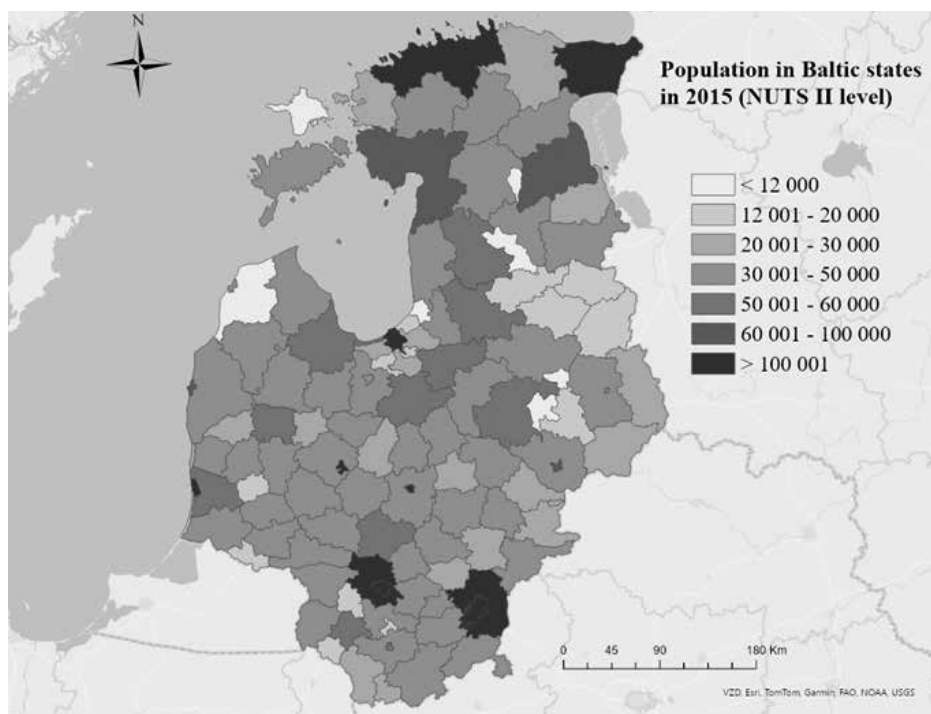 N
Population in Baltic states
in 2015 (NUTS II level)
< 12 000
12 001 - 20 000
20 001 - 30 000
30 001 - 50 000
50 001 - 60 000
60 001 - 100 000
> 100 001
0 45 90 180 Km
VZD, Esri, TomTom, Garmin, FAO, NOAA, USGS